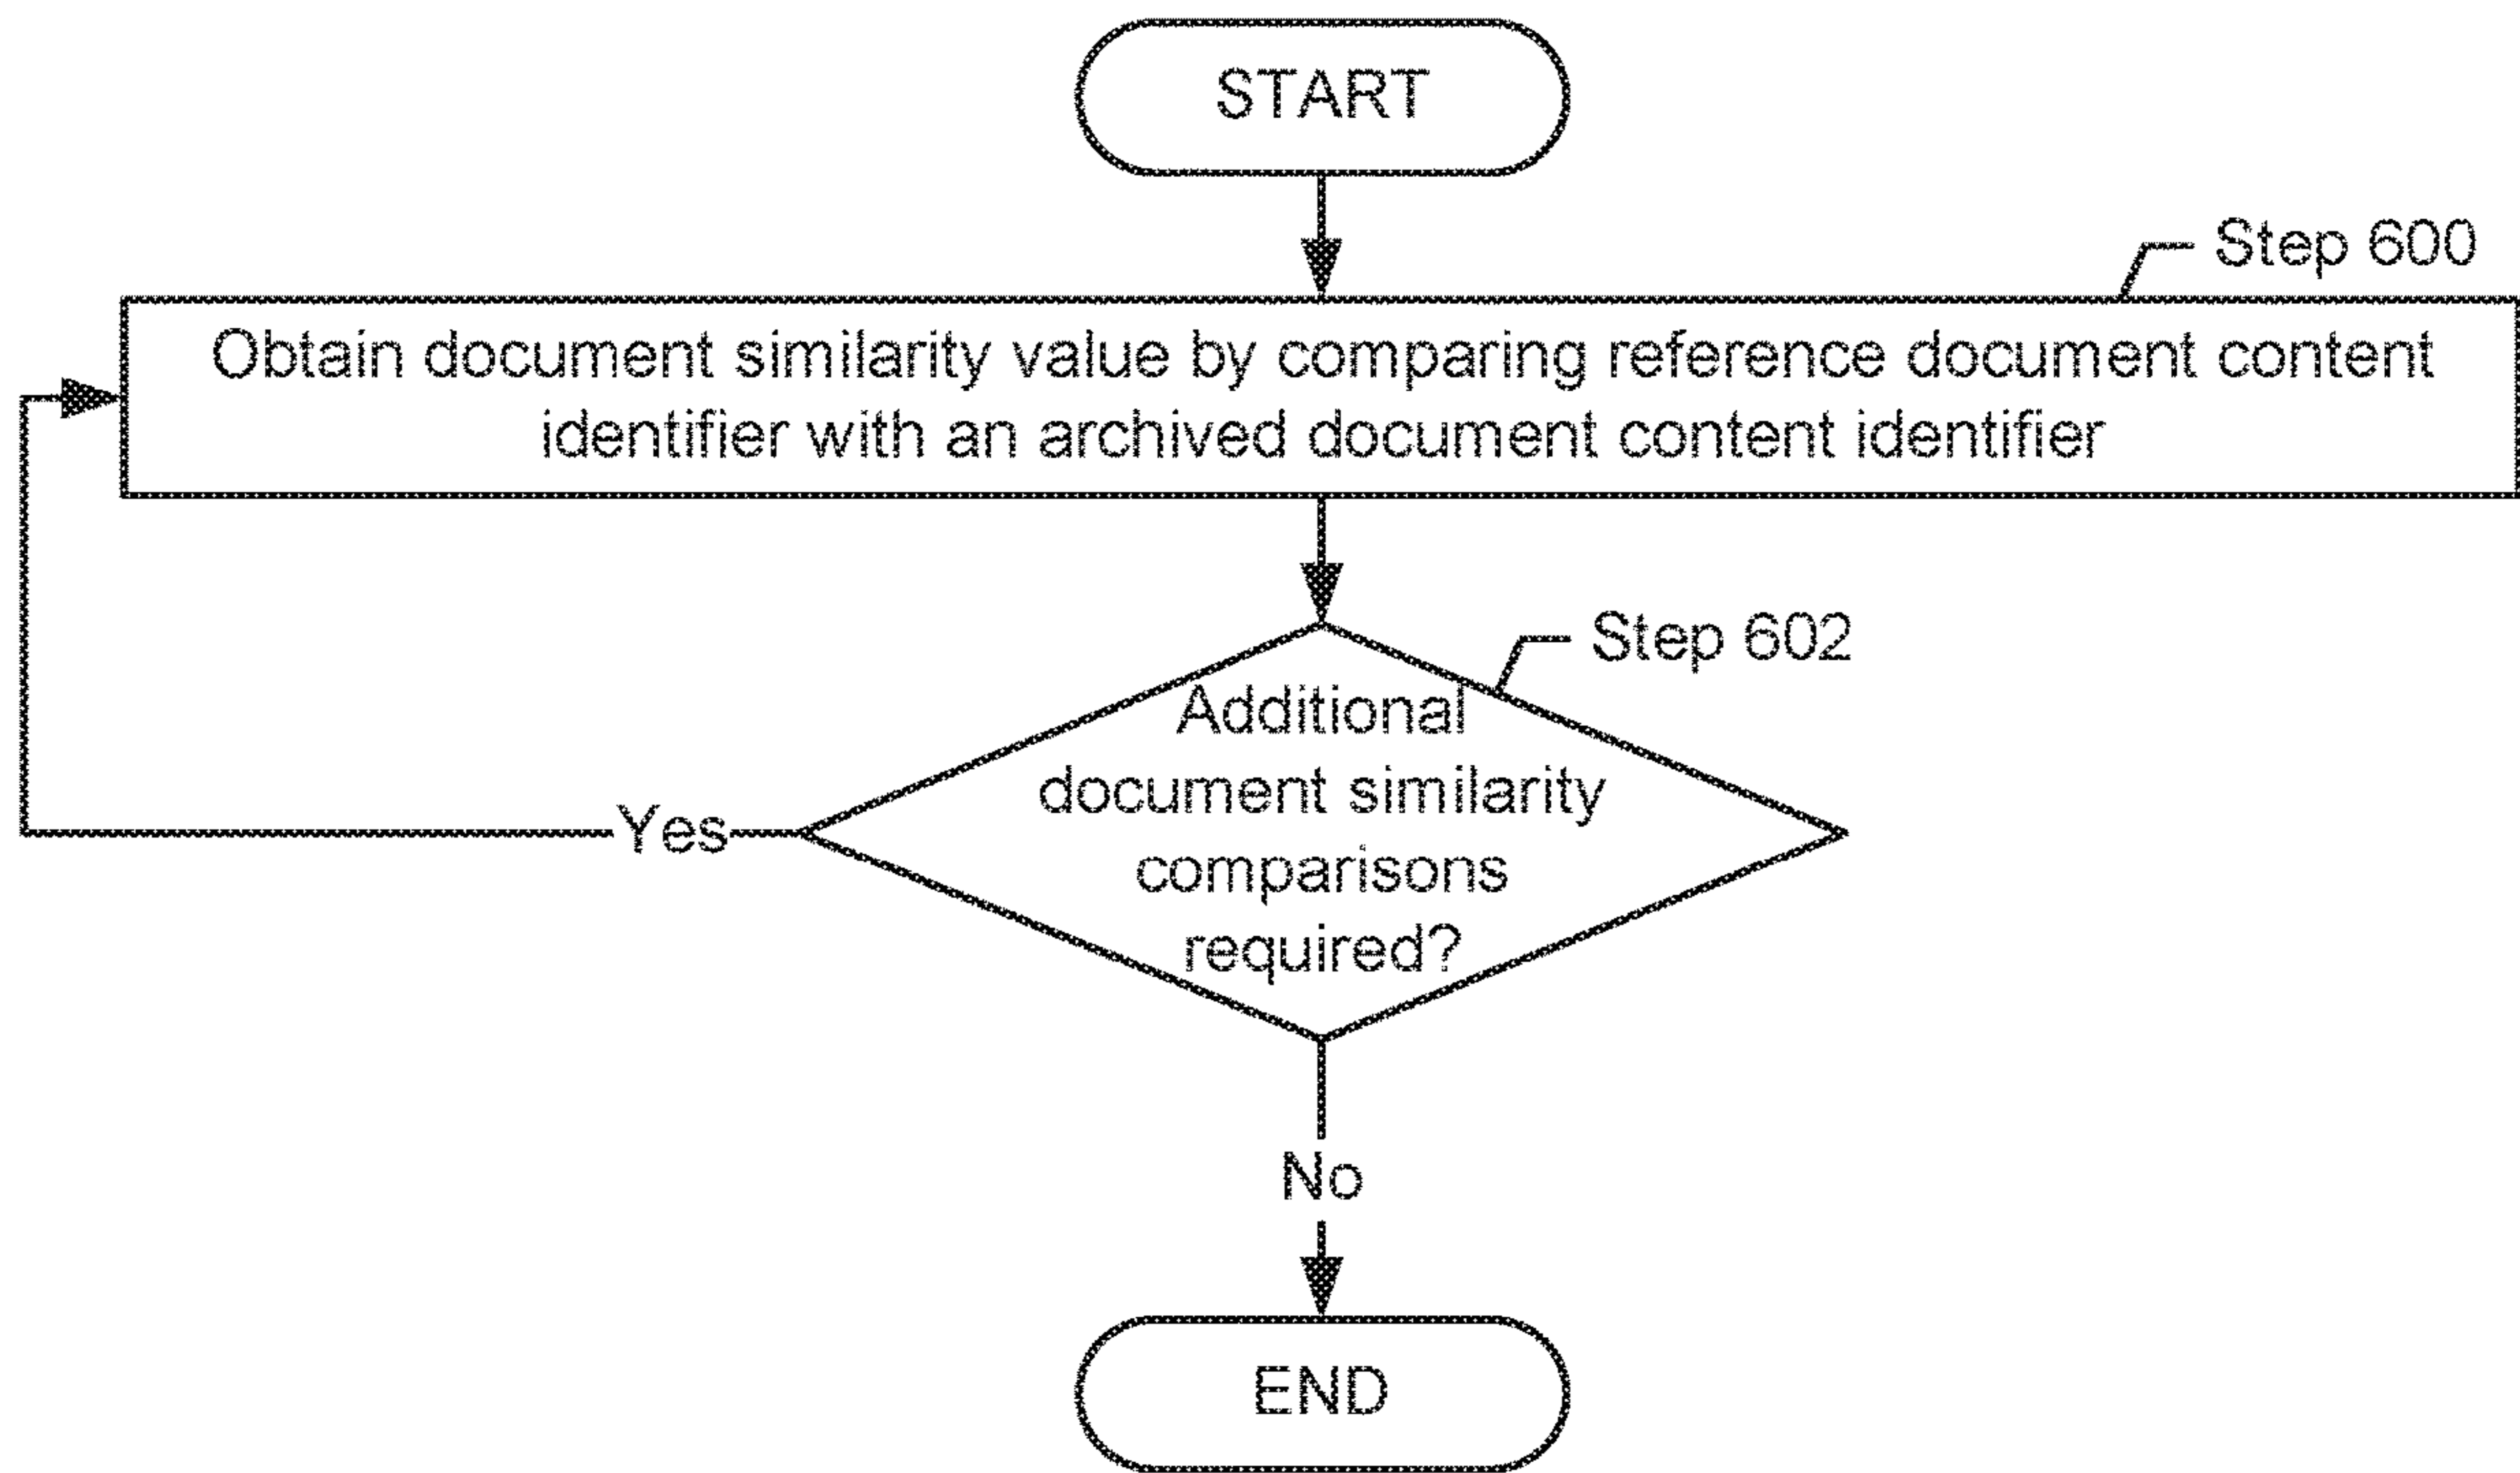 START
Step 600
Obtain document similarity value by comparing reference document content
identifier with an archived document content identifier
Step 602
Additional
document similarity
comparisons
required?
Yes
No
END